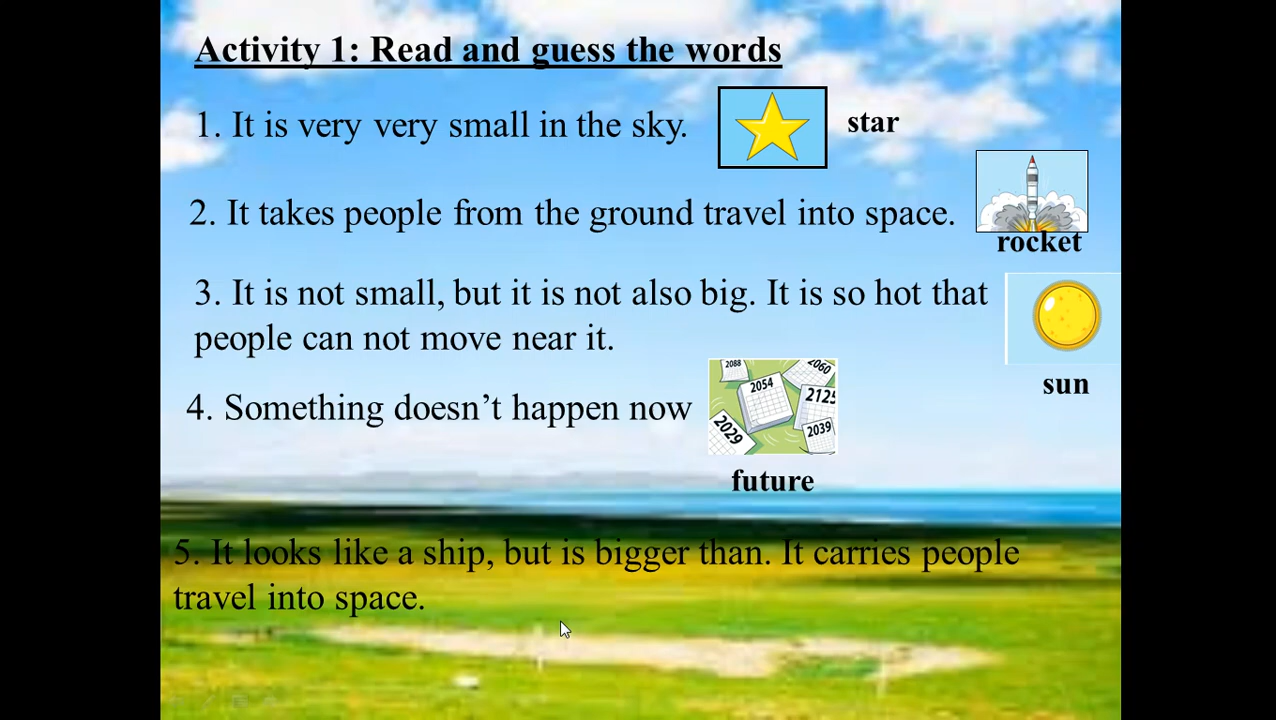 Activity 1: Read and guess the words
1. It is very very small in the sky.
star
2. It takes people from the ground travel into space.
rocket
3. It is not small, but it is not also big. It is so hot that
people can not move near it.
sun
4. Something doesn’t happen now
2088
2060
2054
2125
2029
2039
future
5. It looks like a ship, but is bigger than. It carries people
travel into space.